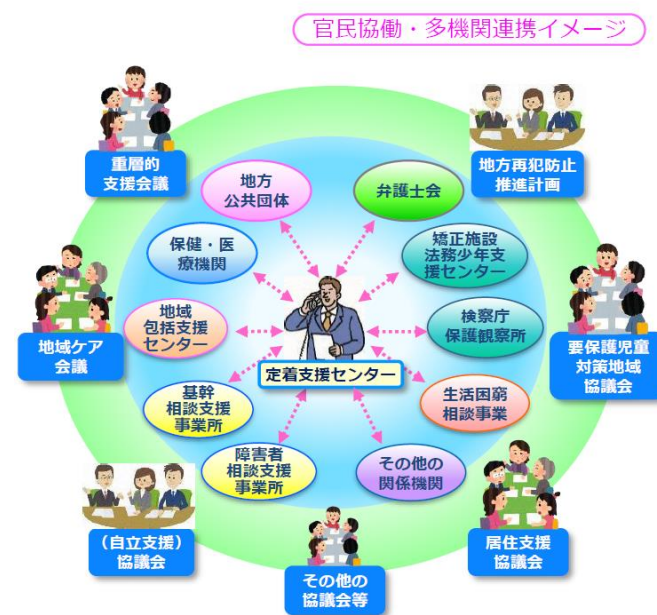 官民協働・多機関連携イメージ
重層的
支援会議
地方再犯防止
推進計画
地方
公共団体
弁護士会
保健・医
療機関
矯正施設
法務少年支
援センター
地域
包括支援
センター
検察庁
保護観察所
地域ケア
会議
要保護児童
対策地域
協議会
定着支援センター
基幹
相談支援
事業所
生活困窮
相談事業
障害者
相談支援
事業所
その他の
関係機関
（自立支援）
協議会
居住支援
協議会
その他の
協議会等